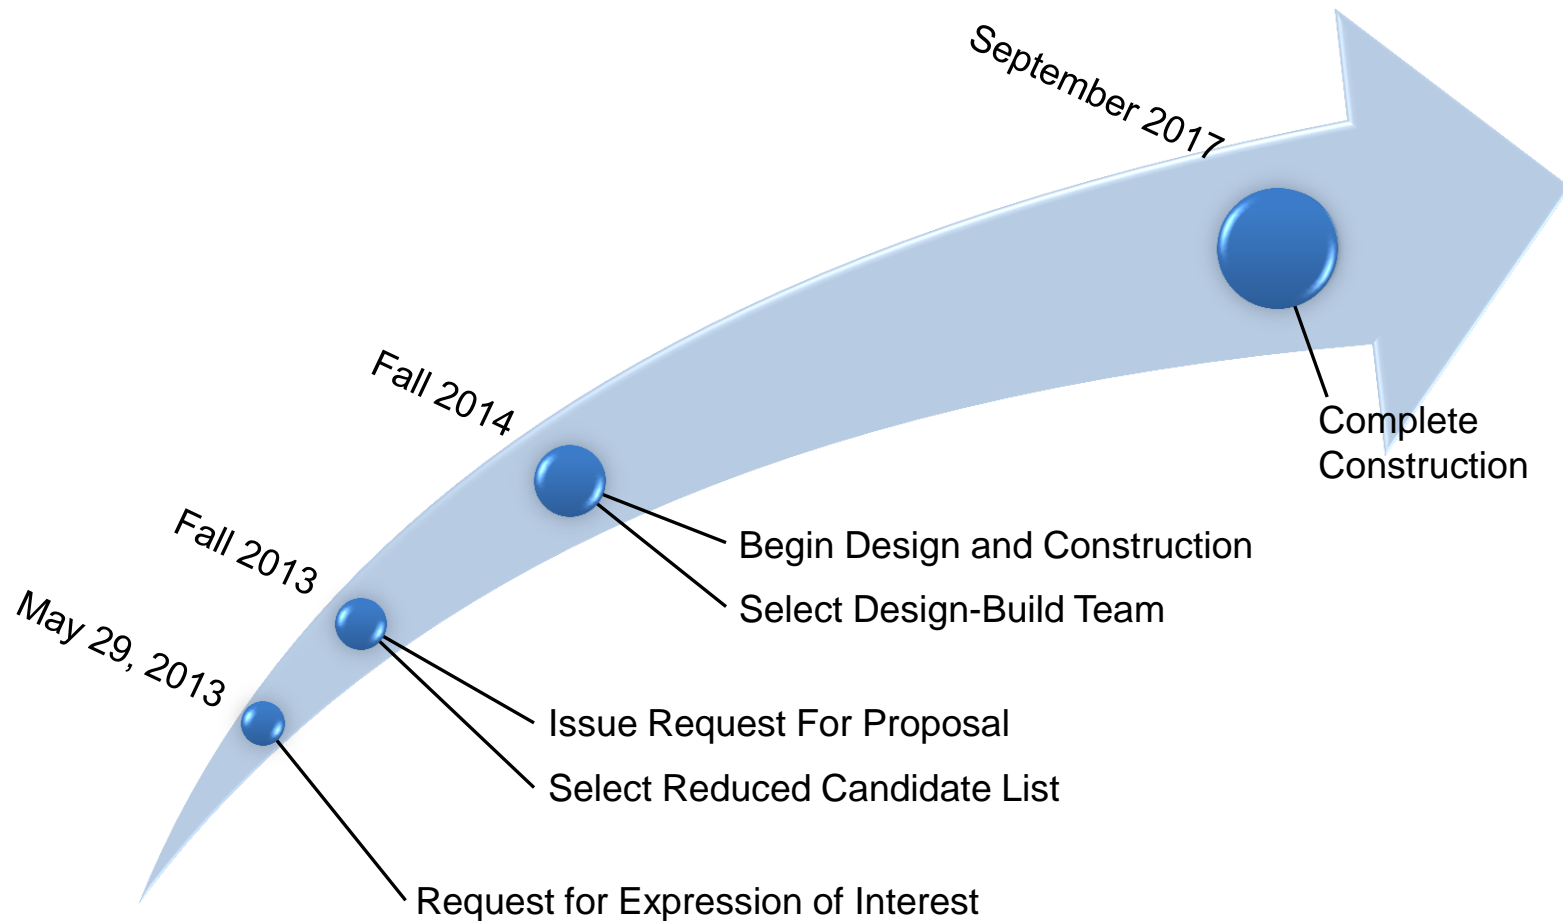 September 2017
Complete
Construction
Fall 2014
Begin Design and Construction
Select Design-Build Team
Fall 2013
Issue Request For Proposal
Select Reduced Candidate List
May 29, 2013
Request for Expression of Interest